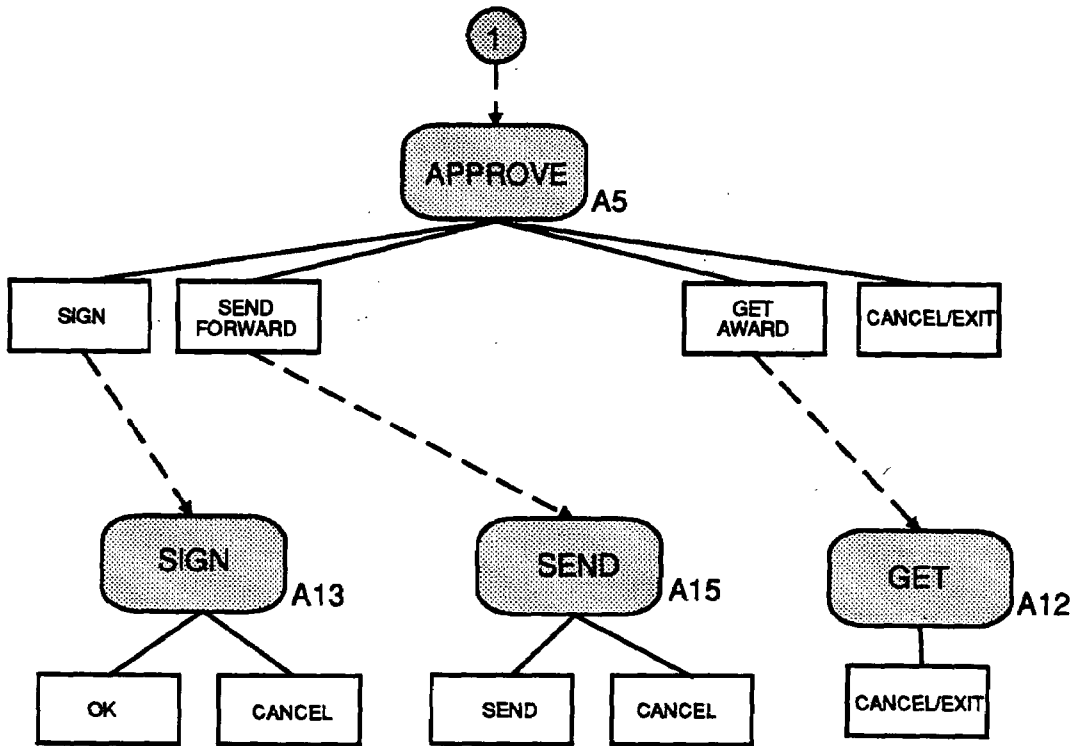 1
APPROVE
A5
SIGN
SEND
FORWARD
GET
AWARD
CANCEL/EXIT
SIGN
A13
SEND
A15
GET
A12
OK
CANCEL
SEND
CANCEL
CANCEL/EXIT